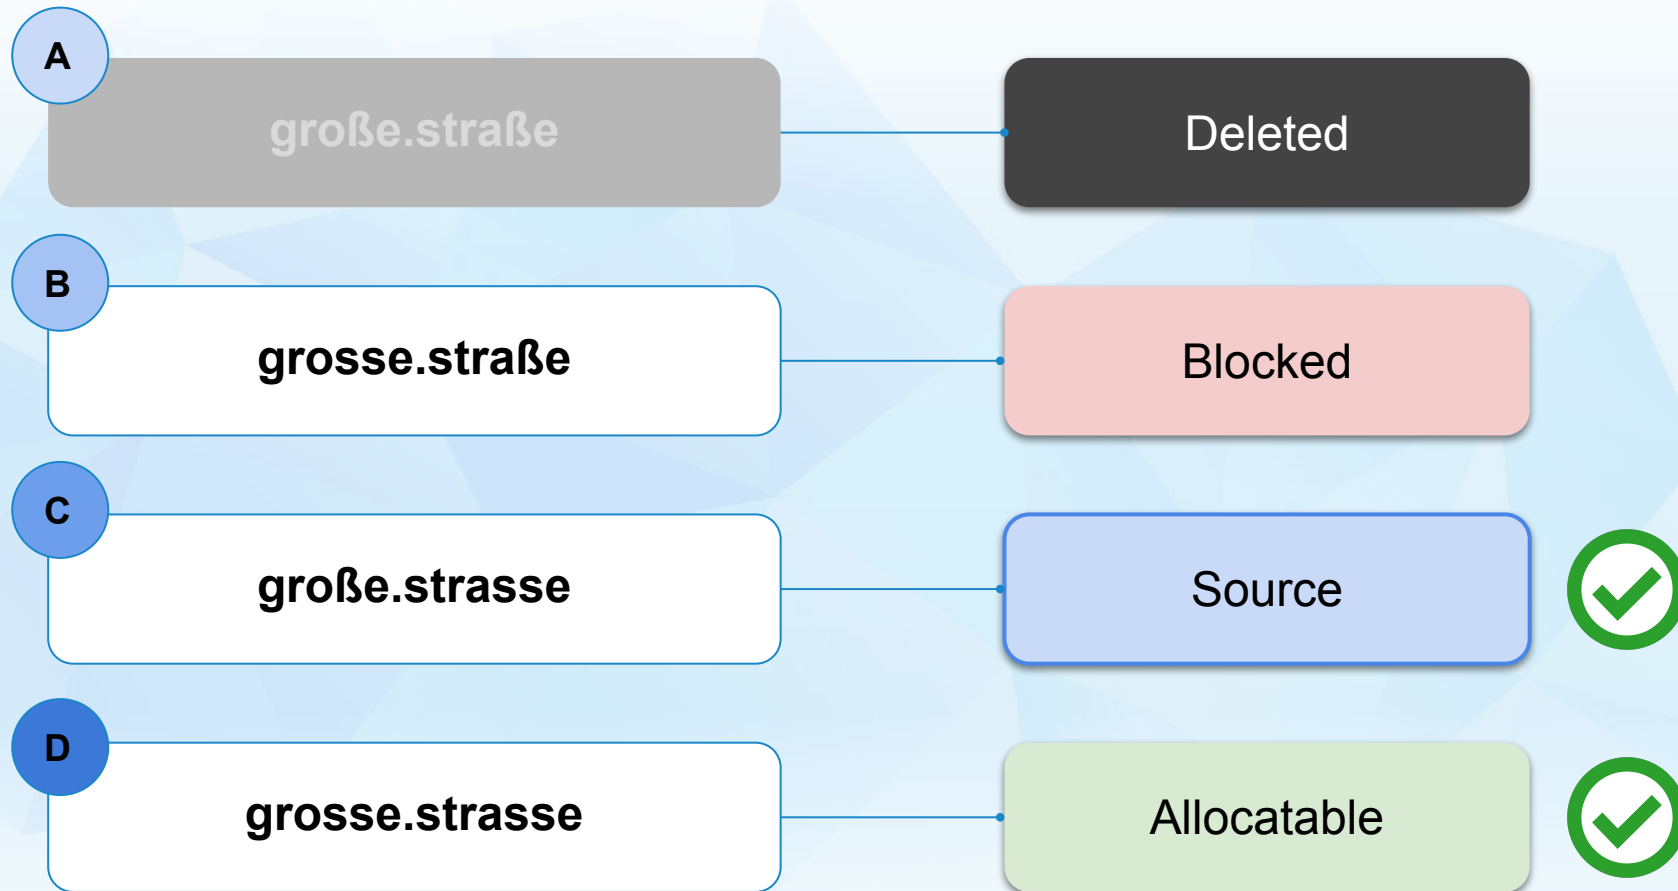 A
große.straße
Deleted
B
grosse.straße
Blocked
C
große.strasse
Source
D
grosse.strasse
Allocatable